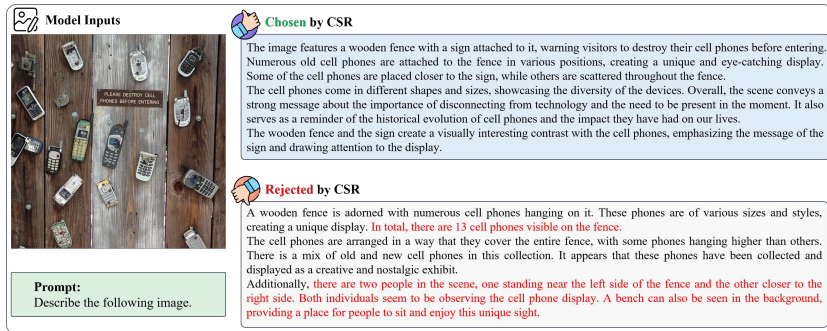 Model Inputs
PLEASE DESTROY CELL
PHONES BEFORE ENTERING
Prompt:
Describe the following image.
Chosen by CSR
The image features a wooden fence with a sign attached to it, warning visitors to destroy their cell phones before entering.
Numerous old cell phones are attached to the fence in various positions, creating a unique and eye-catching display.
Some of the cell phones are placed closer to the sign, while others are scattered throughout the fence.
The cell phones come in different shapes and sizes, showcasing the diversity of the devices. Overall, the scene conveys a
strong message about the importance of disconnecting from technology and the need to be present in the moment. It also
serves as a reminder of the historical evolution of cell phones and the impact they have had on our lives.
The wooden fence and the sign create a visually interesting contrast with the cell phones, emphasizing the message of the
sign and drawing attention to the display.
Rejected by CSR
A wooden fence is adorned with numerous cell phones hanging on it. These phones are of various sizes and styles,
creating a unique display. In total, there are 13 cell phones visible on the fence.
The cell phones are arranged in a way that they cover the entire fence, with some phones hanging higher than others.
There is a mix of old and new cell phones in this collection. It appears that these phones have been collected and
displayed as a creative and nostalgic exhibit.
Additionally, there are two people in the scene, one standing near the left side of the fence and the other closer to the
right side. Both individuals seem to be observing the cell phone display. A bench can also be seen in the background,
providing a place for people to sit and enjoy this unique sight.